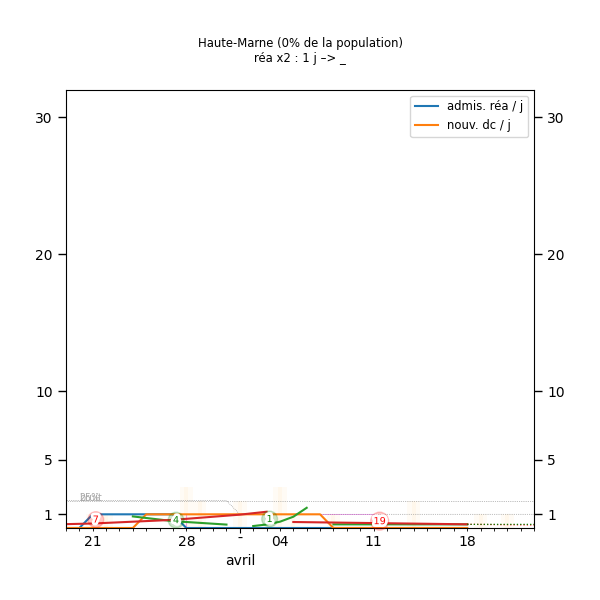 Haute-Marne (0% de la population)
réa x2 : 1 j –> _
admis. réa / j
nouv. dc / j
30 30
20 20
10 10
5 5
1 1
7 4 1 19
21 28 - 04 11 18
avril